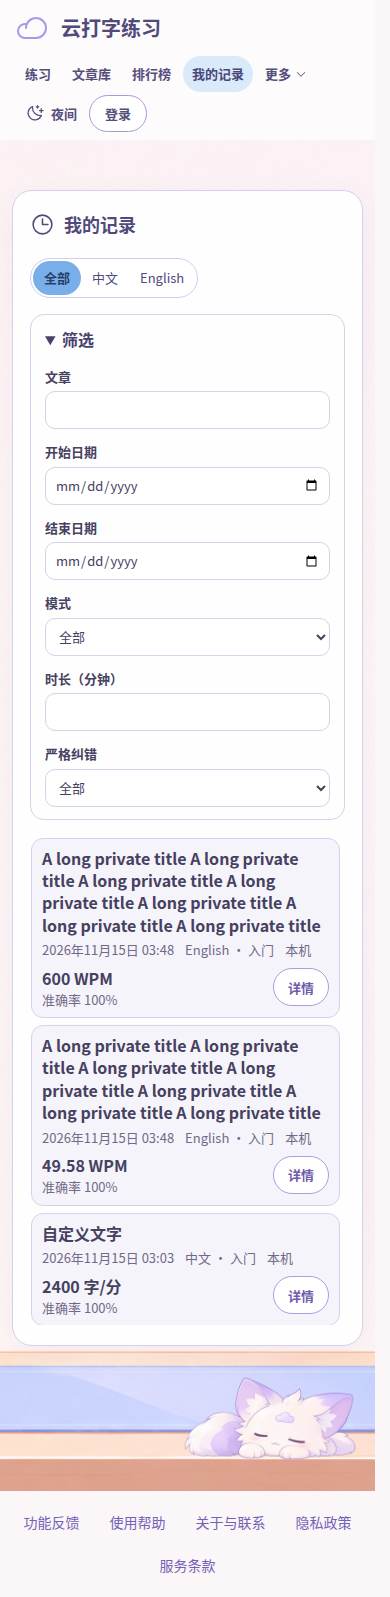 云打字练习
练习 文章库 排行榜 我的记录 更多
夜间 登录
我的记录
全部 中文 English
▼ 筛选
文章
开始日期
mm/dd/yyyy
结束日期
mm/dd/yyyy
模式
全部
时长（分钟）
严格纠错
全部
A long private title A long private
title A long private title A long
private title A long private title A
long private title A long private title
2026年11月15日 03:48 English · 入门 本机
600 WPM
准确率 100%
详情
A long private title A long private
title A long private title A long
private title A long private title A
long private title A long private title
2026年11月15日 03:48 English · 入门 本机
49.58 WPM
准确率 100%
详情
自定义文字
2026年11月15日 03:03 中文 · 入门 本机
2400 字/分
准确率 100%
详情
功能反馈 使用帮助 关于与联系 隐私政策
服务条款